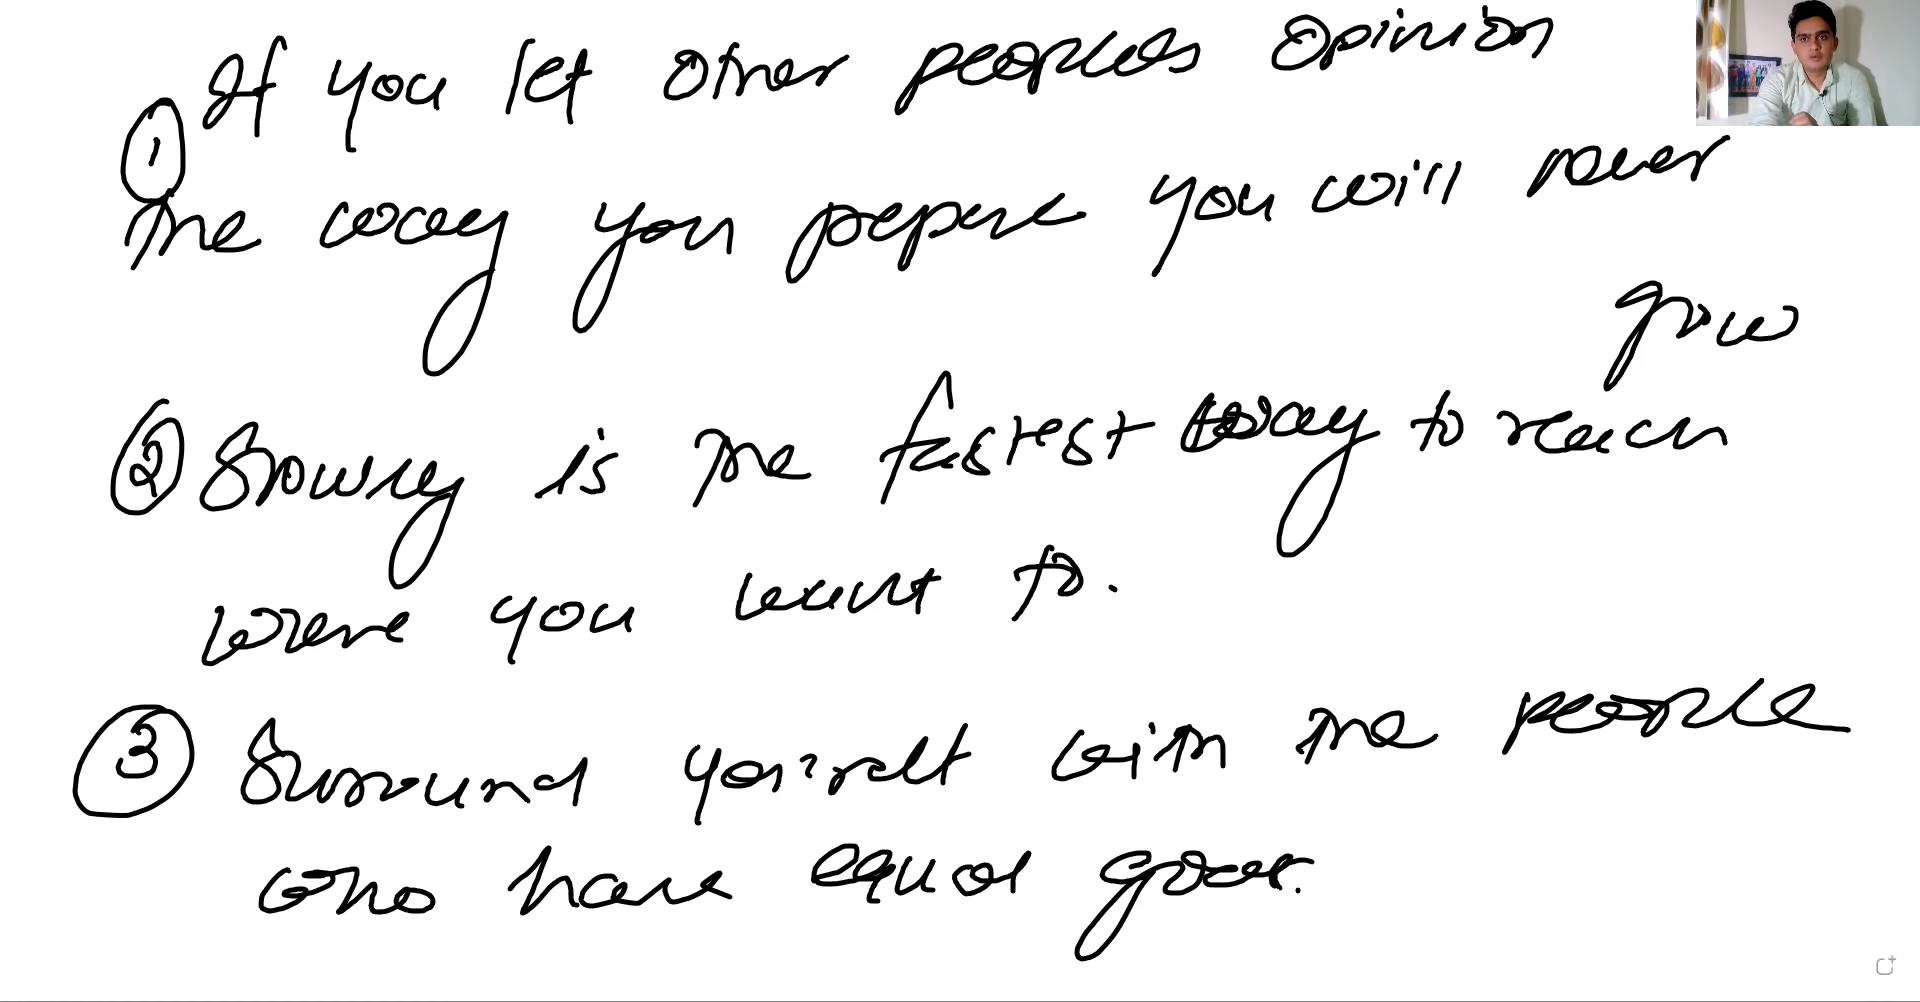 If you let other peoples opinion
① the way you prepare you will never
grow
② Slowly is the fastest way to reach
where you want to.
③ Surround yourself with the people
who have equal goal.